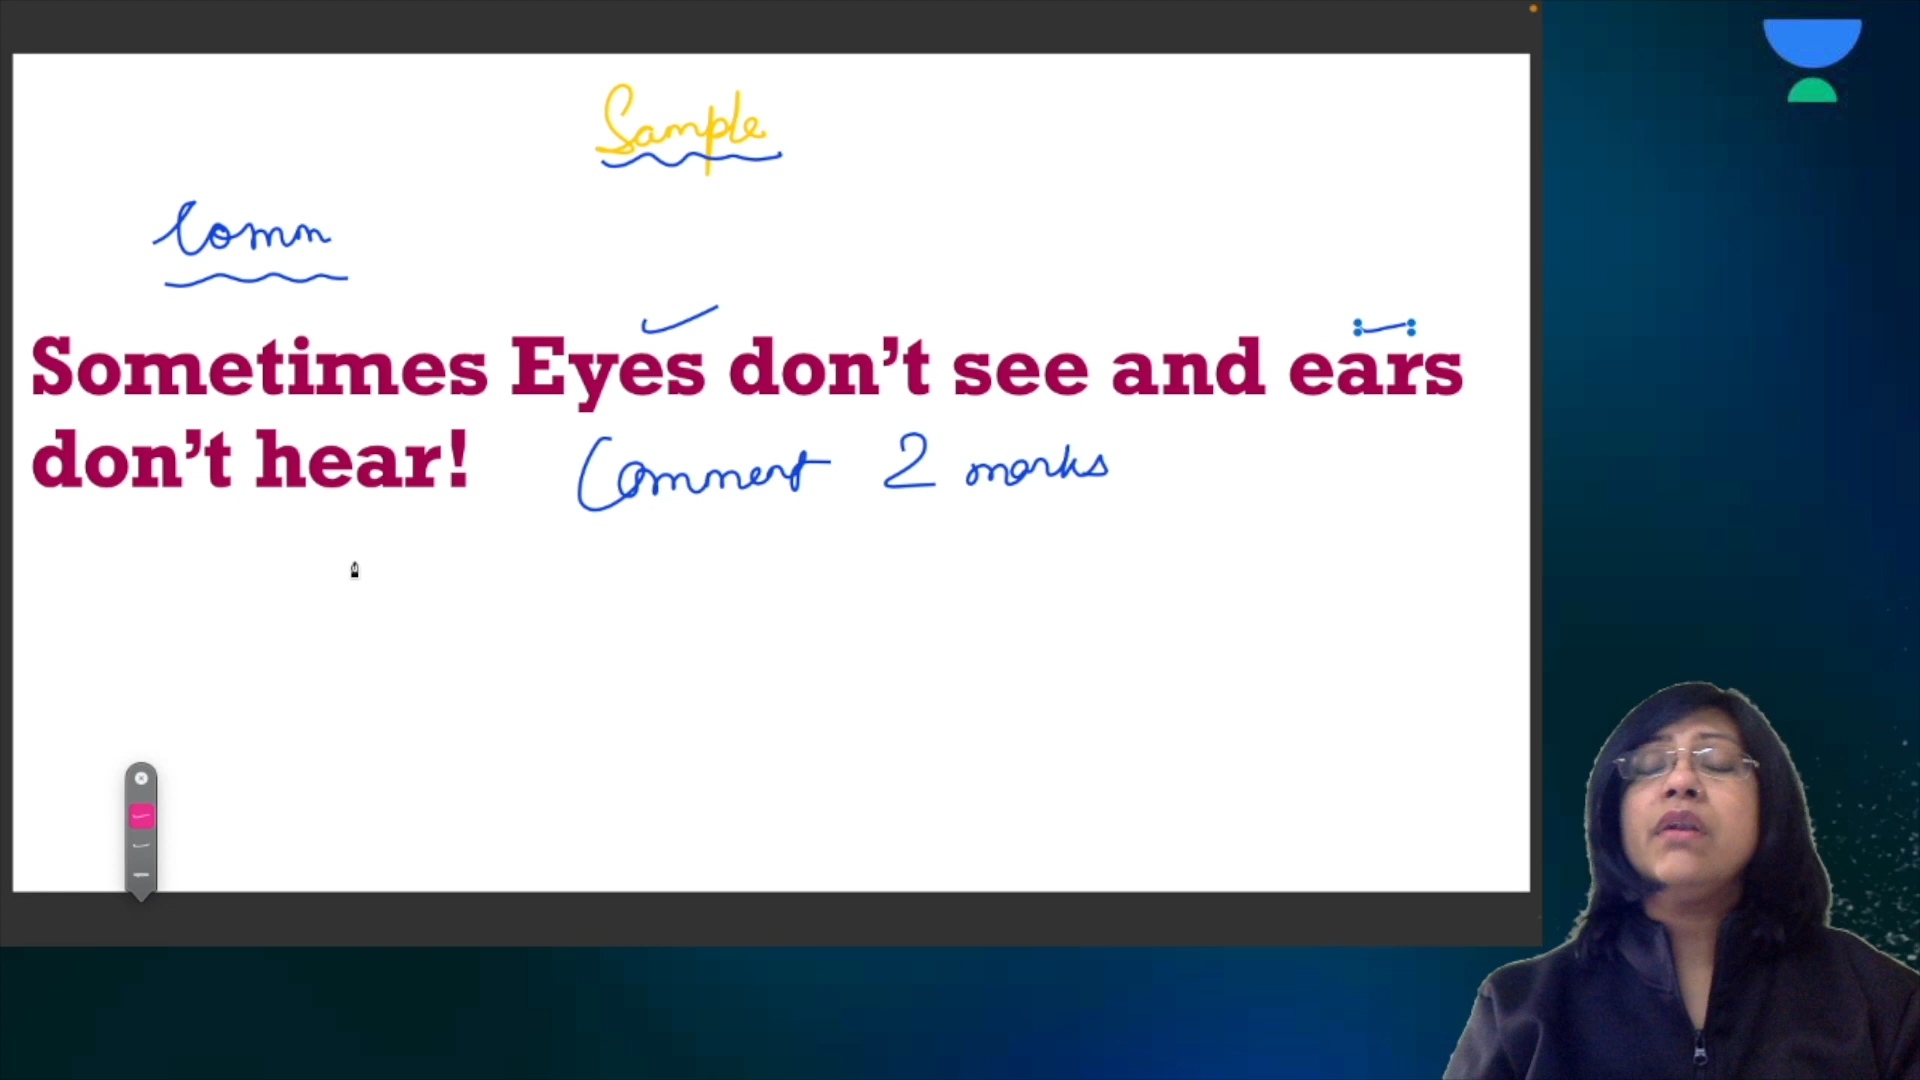 Sample
Comm
Sometimes Eyes don’t see and ears
don’t hear! Comment 2 marks